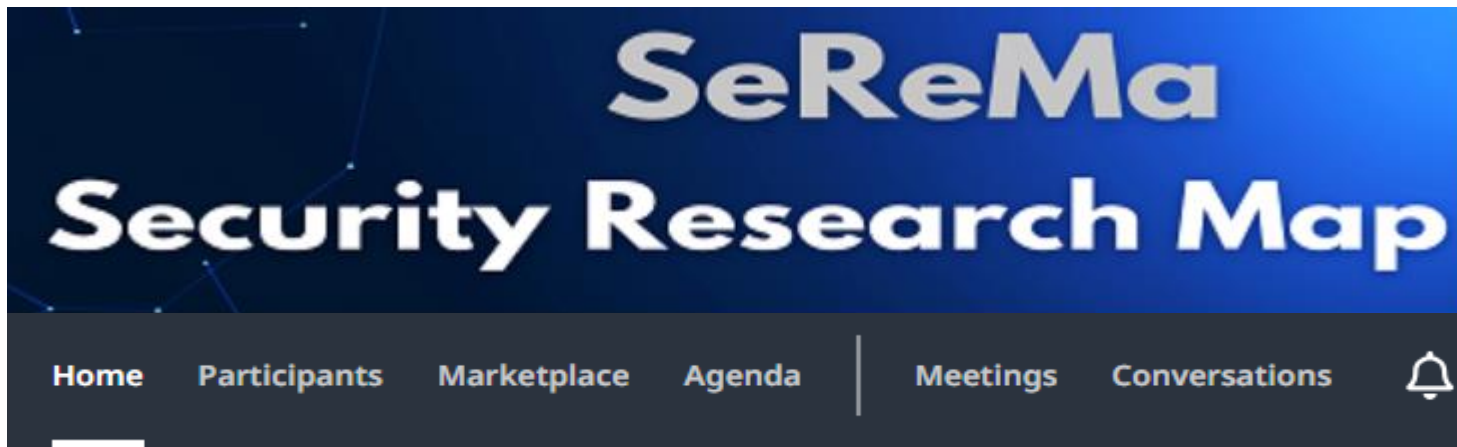 SeReMa
Security Research Map
Home Participants Marketplace Agenda Meetings Conversations